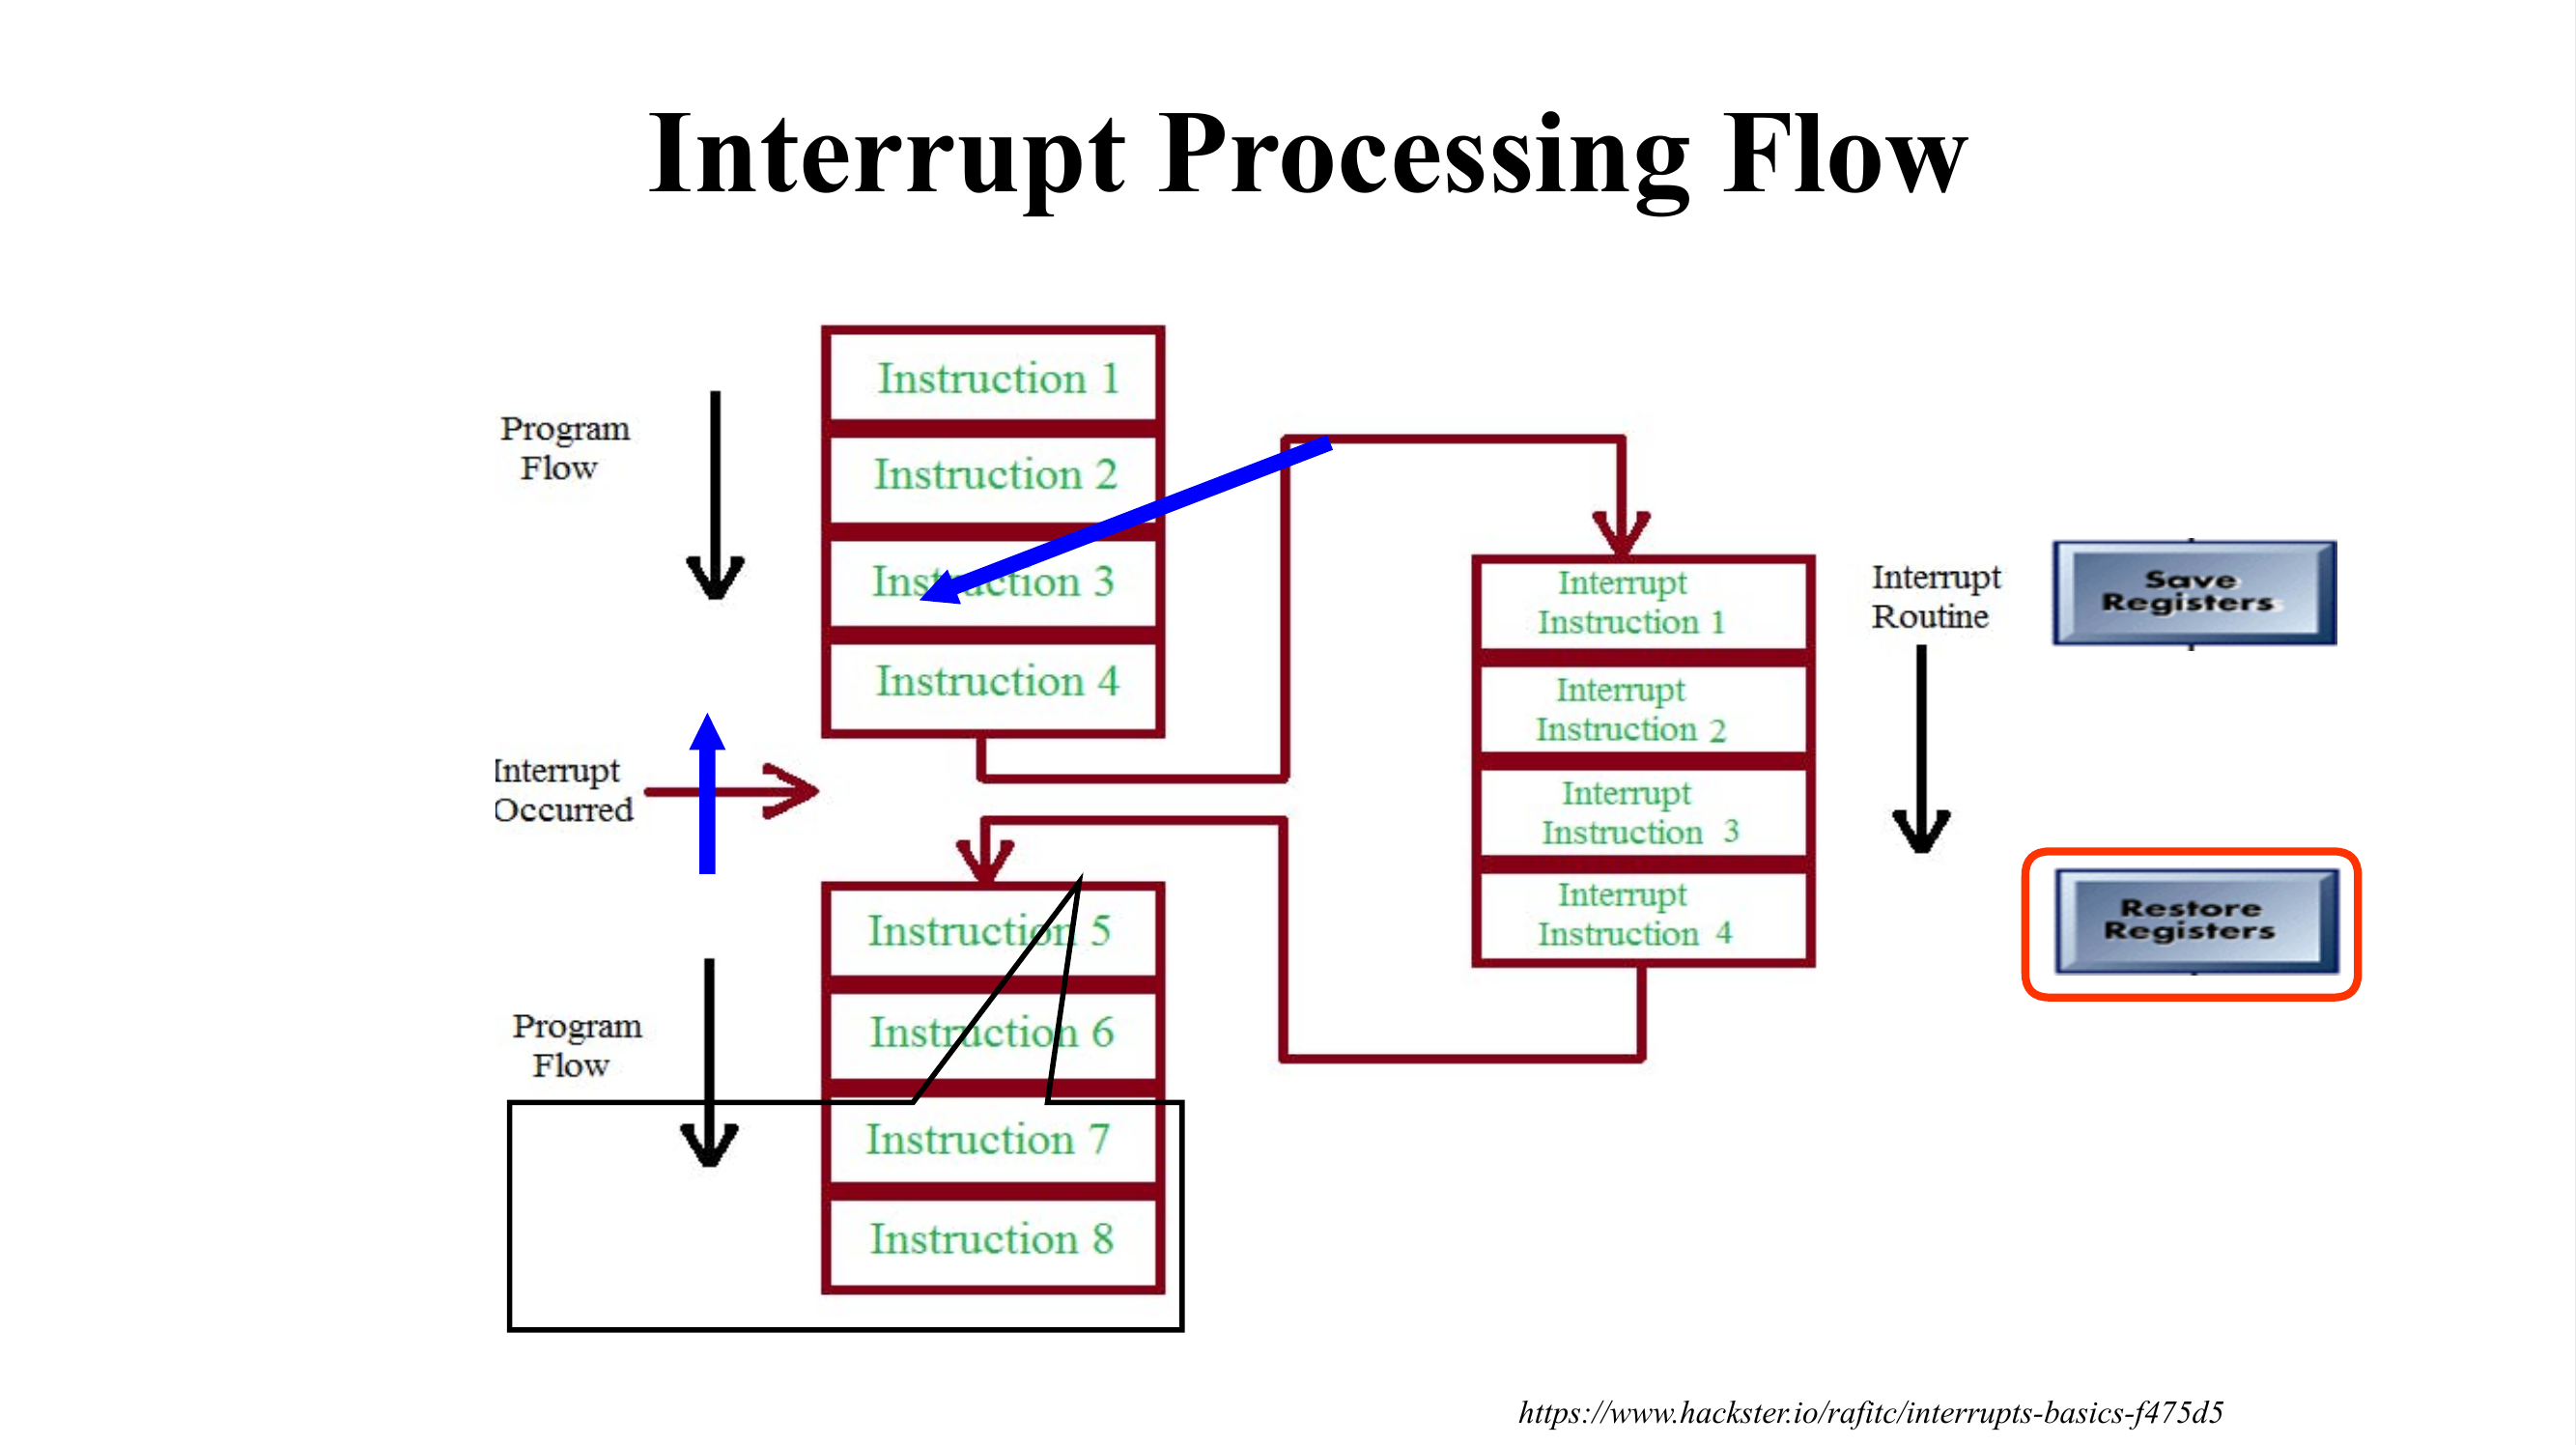 Interrupt Processing Flow
Instruction 1
Program
Flow
Instruction 2
Instruction 3
Instruction 4
Interrupt
Occurred
Instruction 5
Instruction 6
Program
Flow
Instruction 7
Instruction 8
Interrupt
Instruction 1
Interrupt
Instruction 2
Interrupt
Instruction 3
Interrupt
Instruction 4
Interrupt
Routine
Save
Registers
Restore
Registers
https://www.hackster.io/rafitc/interrupts-basics-f475d5